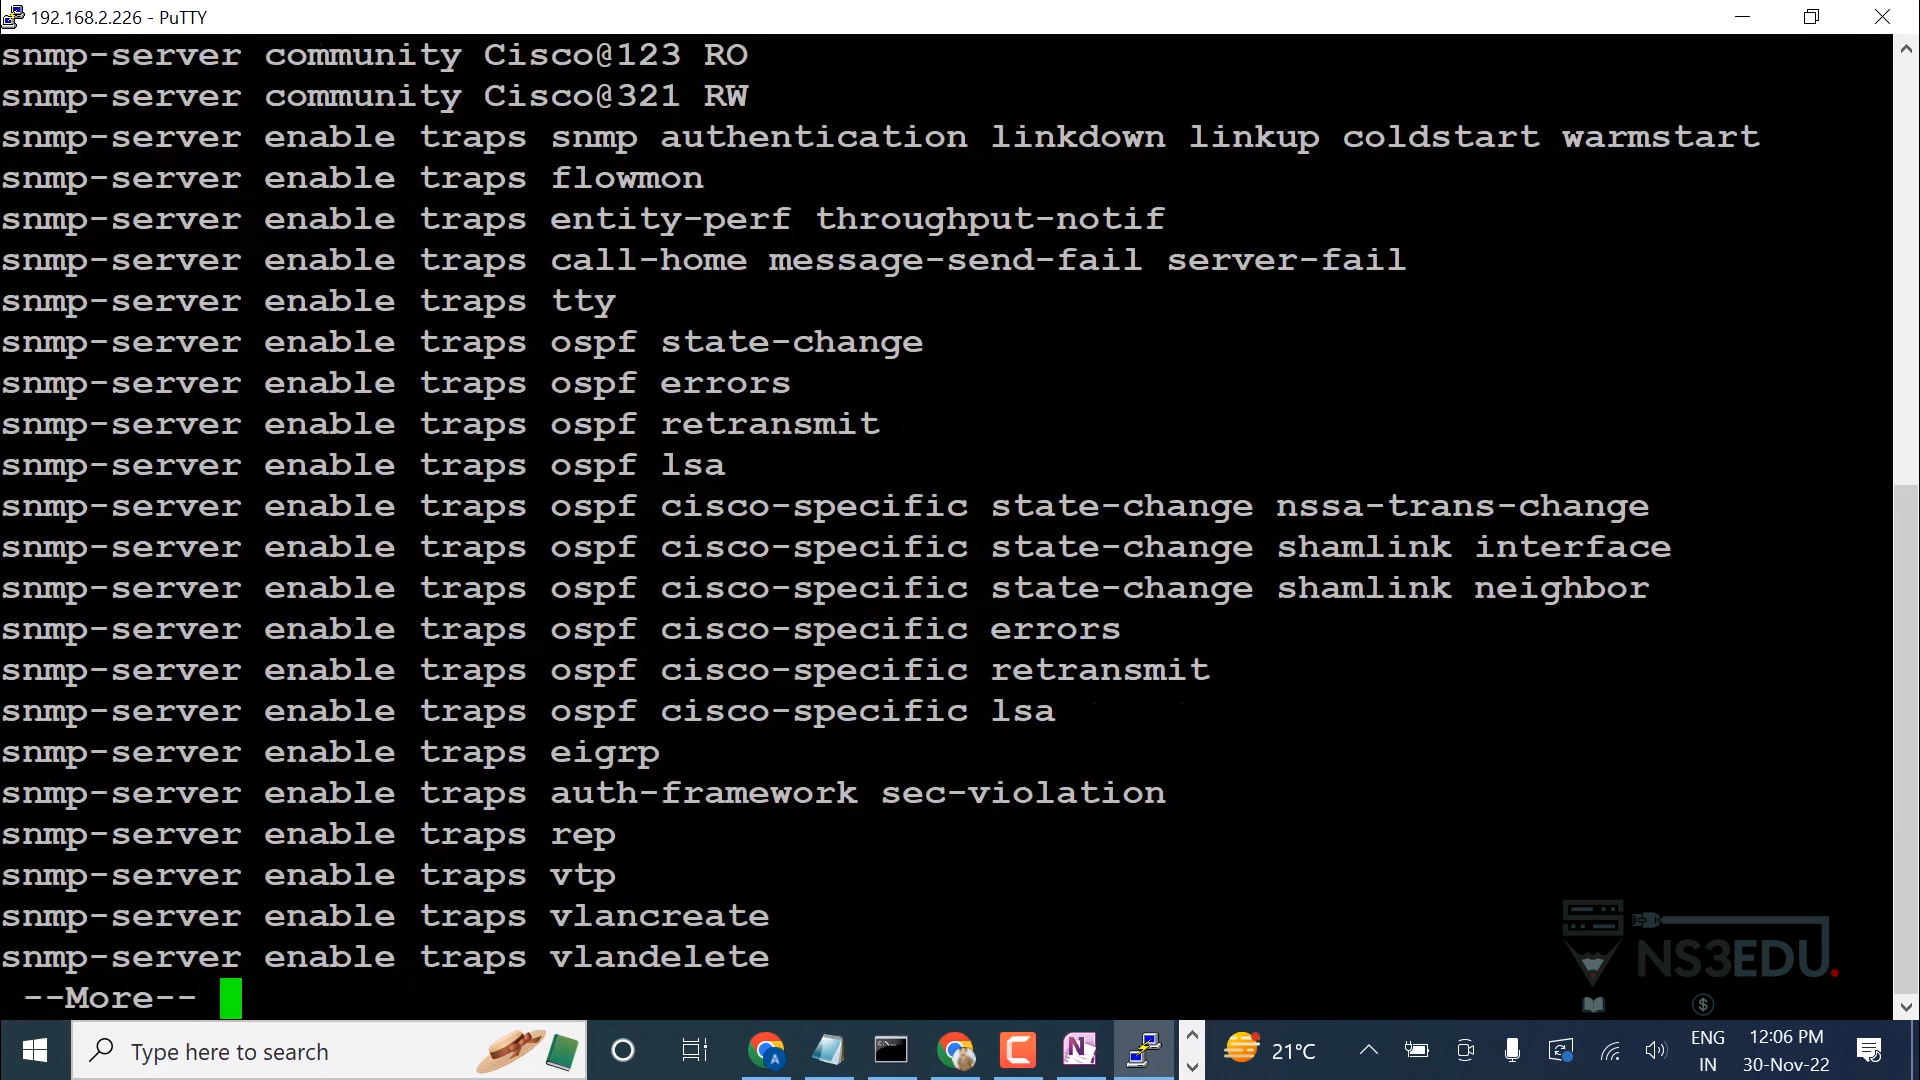 192.168.2.226 - PuTTY
snmp-server community Cisco@123 RO
snmp-server community Cisco@321 RW
snmp-server enable traps snmp authentication linkdown linkup coldstart warmstart
snmp-server enable traps flowmon
snmp-server enable traps entity-perf throughput-notif
snmp-server enable traps call-home message-send-fail server-fail
snmp-server enable traps tty
snmp-server enable traps ospf state-change
snmp-server enable traps ospf errors
snmp-server enable traps ospf retransmit
snmp-server enable traps ospf lsa
snmp-server enable traps ospf cisco-specific state-change nssa-trans-change
snmp-server enable traps ospf cisco-specific state-change shamlink interface
snmp-server enable traps ospf cisco-specific state-change shamlink neighbor
snmp-server enable traps ospf cisco-specific errors
snmp-server enable traps ospf cisco-specific retransmit
snmp-server enable traps ospf cisco-specific lsa
snmp-server enable traps eigrp
snmp-server enable traps auth-framework sec-violation
snmp-server enable traps rep
snmp-server enable traps vtp
snmp-server enable traps vlancreate
snmp-server enable traps vlandelete
--More--
NS3EDU.
Type here to search
21°C
ENG
IN
12:06 PM
30-Nov-22